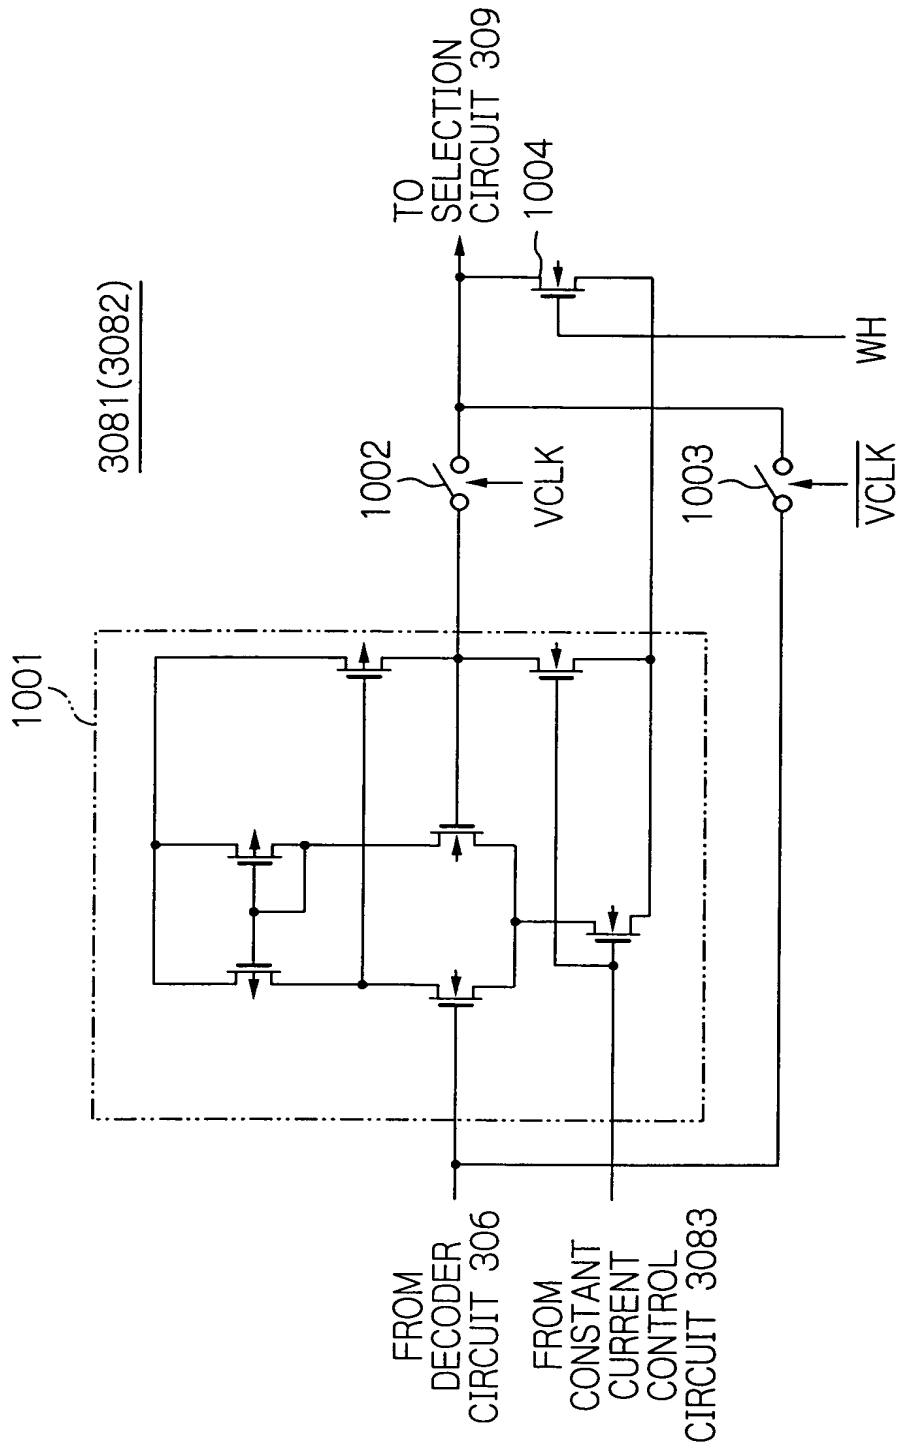 3081(3082)
1001
1002
VCLK
TO
SELECTION
CIRCUIT 309
1004
WH
1003
VCLK
FROM
DECODER
CIRCUIT 306
FROM
CONSTANT
CURRENT
CONTROL
CIRCUIT 3083